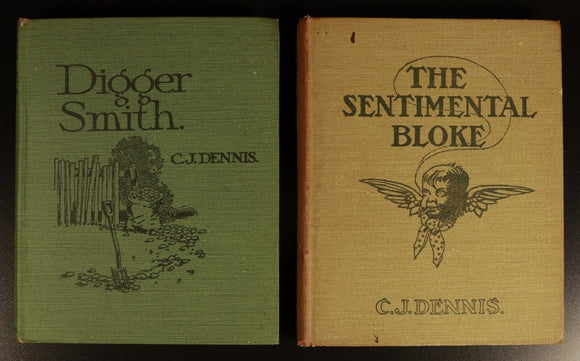 Digger
Smith.
C.J. DENNIS.
THE
SENTIMENTAL
BLOKE
C.J. DENNIS.